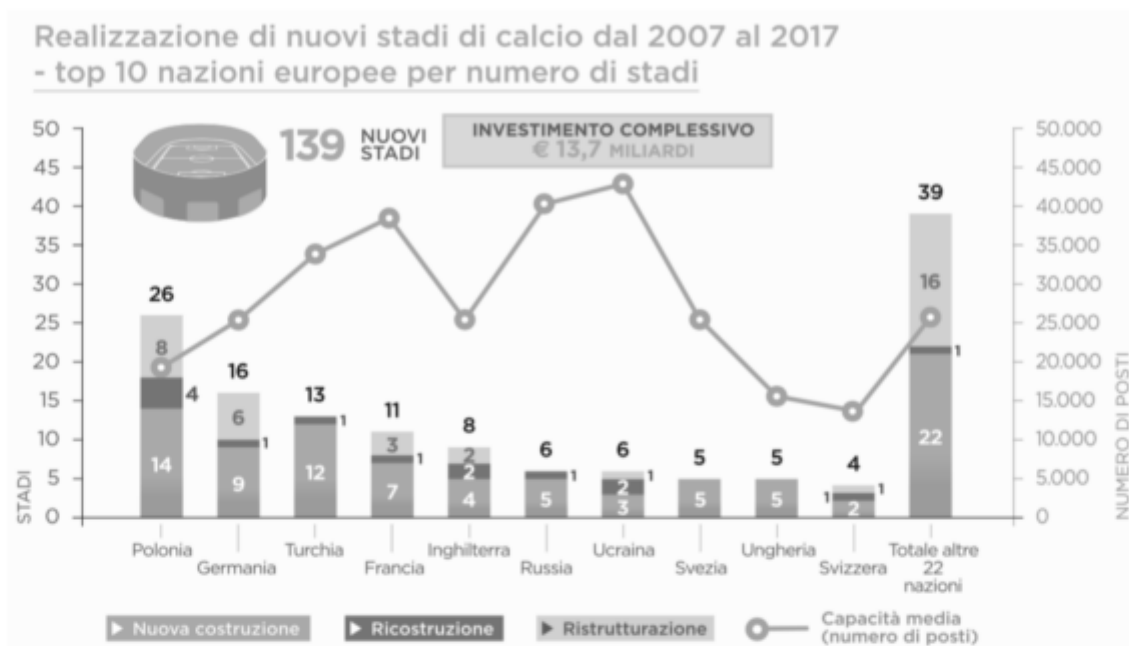 Realizzazione di nuovi stadi di calcio dal 2007 al 2017
- top 10 nazioni europee per numero di stadi
139 NUOVI STADI
INVESTIMENTO COMPLESSIVO
€ 13,7 MILIARDI
50
45
40
35
30
25
20
15
10
5
0
STADI
50.000
45.000
40.000
35.000
30.000
25.000
20.000
15.000
10.000
5.000
0
NUMERO DI POSTI
26
8
4
14
16
6
1
9
13
1
12
11
3
1
7
8
2
2
4
6
1
5
6
1
2
3
5
5
5
5
4
1
1
2
39
16
1
22
Polonia
Germania
Turchia
Francia
Inghilterra
Russia
Ucraina
Svezia
Ungheria
Svizzera
Totale altre
22
nazioni
Nuova costruzione
Ricostruzione
Ristrutturazione
Capacità media
(numero di posti)